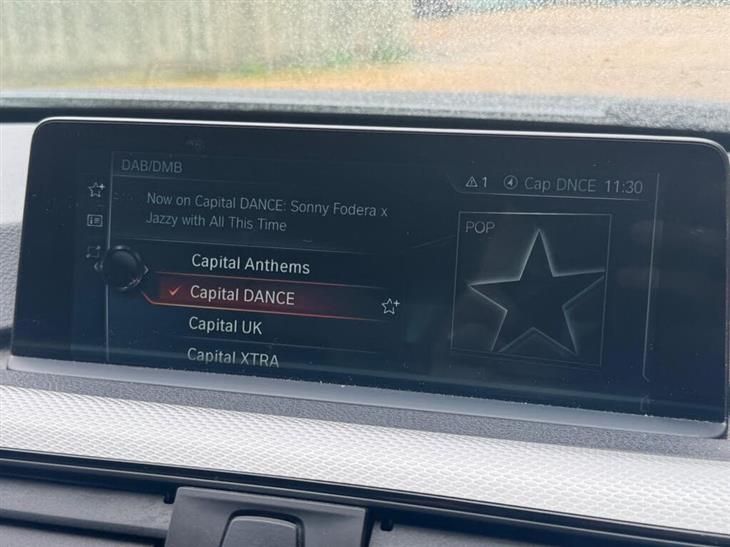 DAB/DMB
1 Cap DNCE 11:30
Now on Capital DANCE: Sonny Fodera x
Jazzy with All This Time
POP
Capital Anthems
Capital DANCE
Capital UK
Capital XTRA